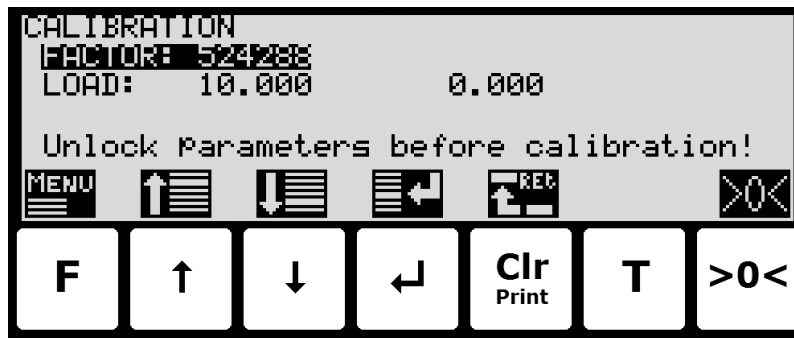 CALIBRATION
FACTOR: 524288
LOAD: 10.000 0.000
Unlock parameters before calibration!
MENU ↑ ↓ ↵ Ret >0<
F ↑ ↓ ↵ Clr T >0<
Print